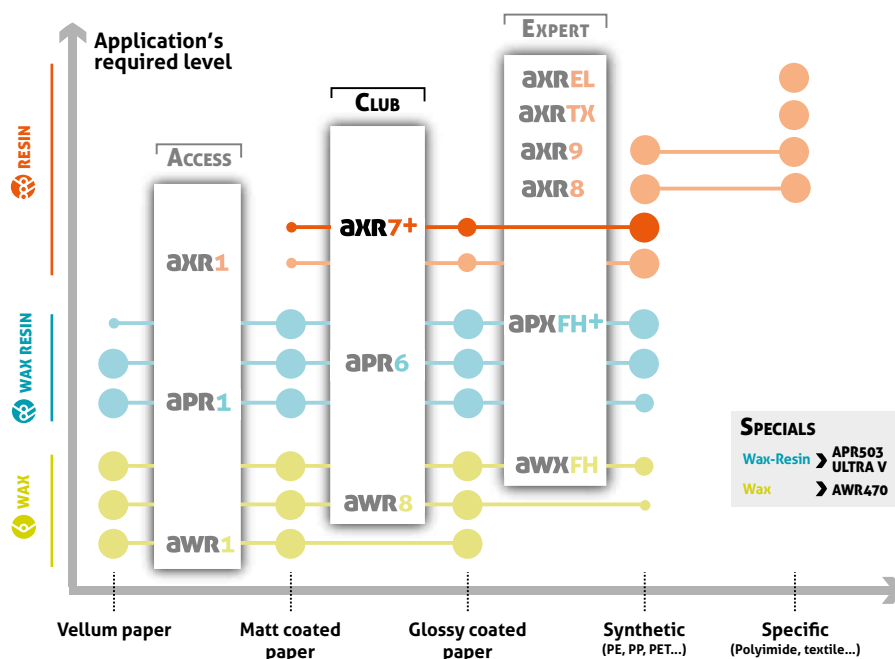 Application's
required level
EXPERT
CLUB
ACCESS
RESIN
WAX RESIN
WAX
aXREL
aXRTX
aXR9
aXR8
aXR7+
aXR1
aPXFH+
aPR6
aPR1
aWXFH
aWR8
aWR1
SPECIALS
Wax-Resin > APR503
ULTRA V
Wax > AWR470
Vellum paper
Matt coated
paper
Glossy coated
paper
Synthetic
(PE, PP, PET...)
Specific
(Polyimide, textile...)